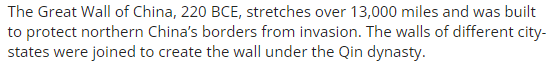 The Great Wall of China, 220 BCE, stretches over 13,000 miles and was built
to protect northern China's borders from invasion. The walls of different city-
states were joined to create the wall under the Qin dynasty.